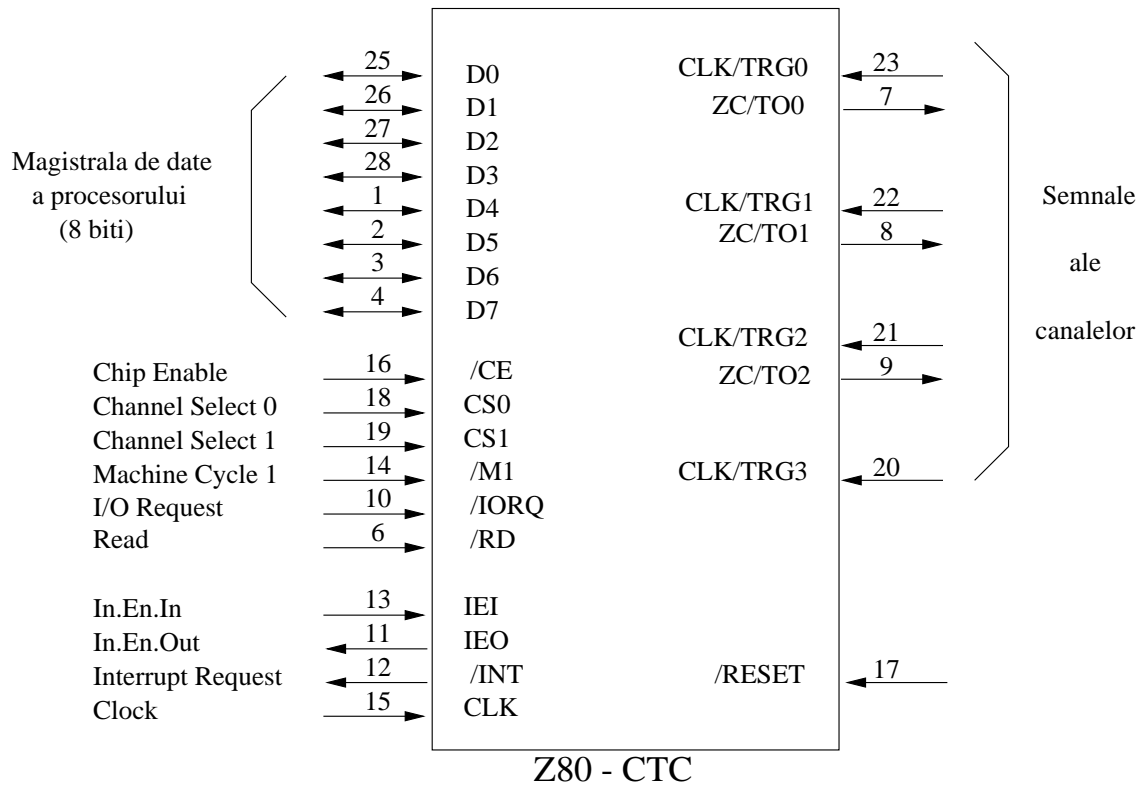 25 D0
26 D1
27 D2
28 D3
1 D4
2 D5
3 D6
4 D7
Magistrala de date
a procesorului
(8 biti)
Chip Enable 16 /CE
Channel Select 0 18 CS0
Channel Select 1 19 CS1
Machine Cycle 1 14 /M1
I/O Request 10 /IORQ
Read 6 /RD
In.En.In 13 IEI
In.En.Out 11 IEO
Interrupt Request 12 /INT
Clock 15 CLK
CLK/TRG0 23
ZC/TO0 7
CLK/TRG1 22
ZC/TO1 8
CLK/TRG2 21
ZC/TO2 9
CLK/TRG3 20
/RESET 17
Semnale
ale
canalelor
Z80 - CTC